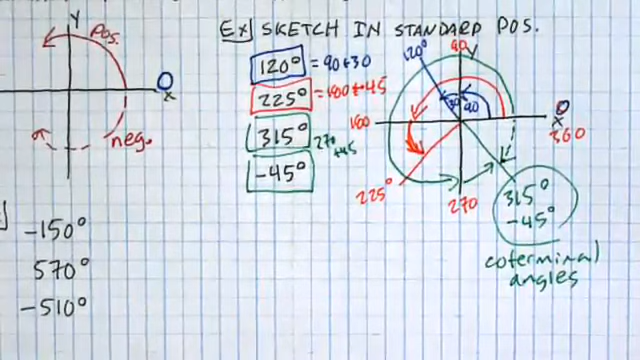 Y
POS.
O
x
neg.
-150°
570°
-510°
Ex] SKETCH IN STANDARD POS.
120° = 90+30
225° = 180+45
315° 270+45
-45°
120°
90
Y
30
90
180
O
x
360
225°
270
315°
-45°
coterminal
angles